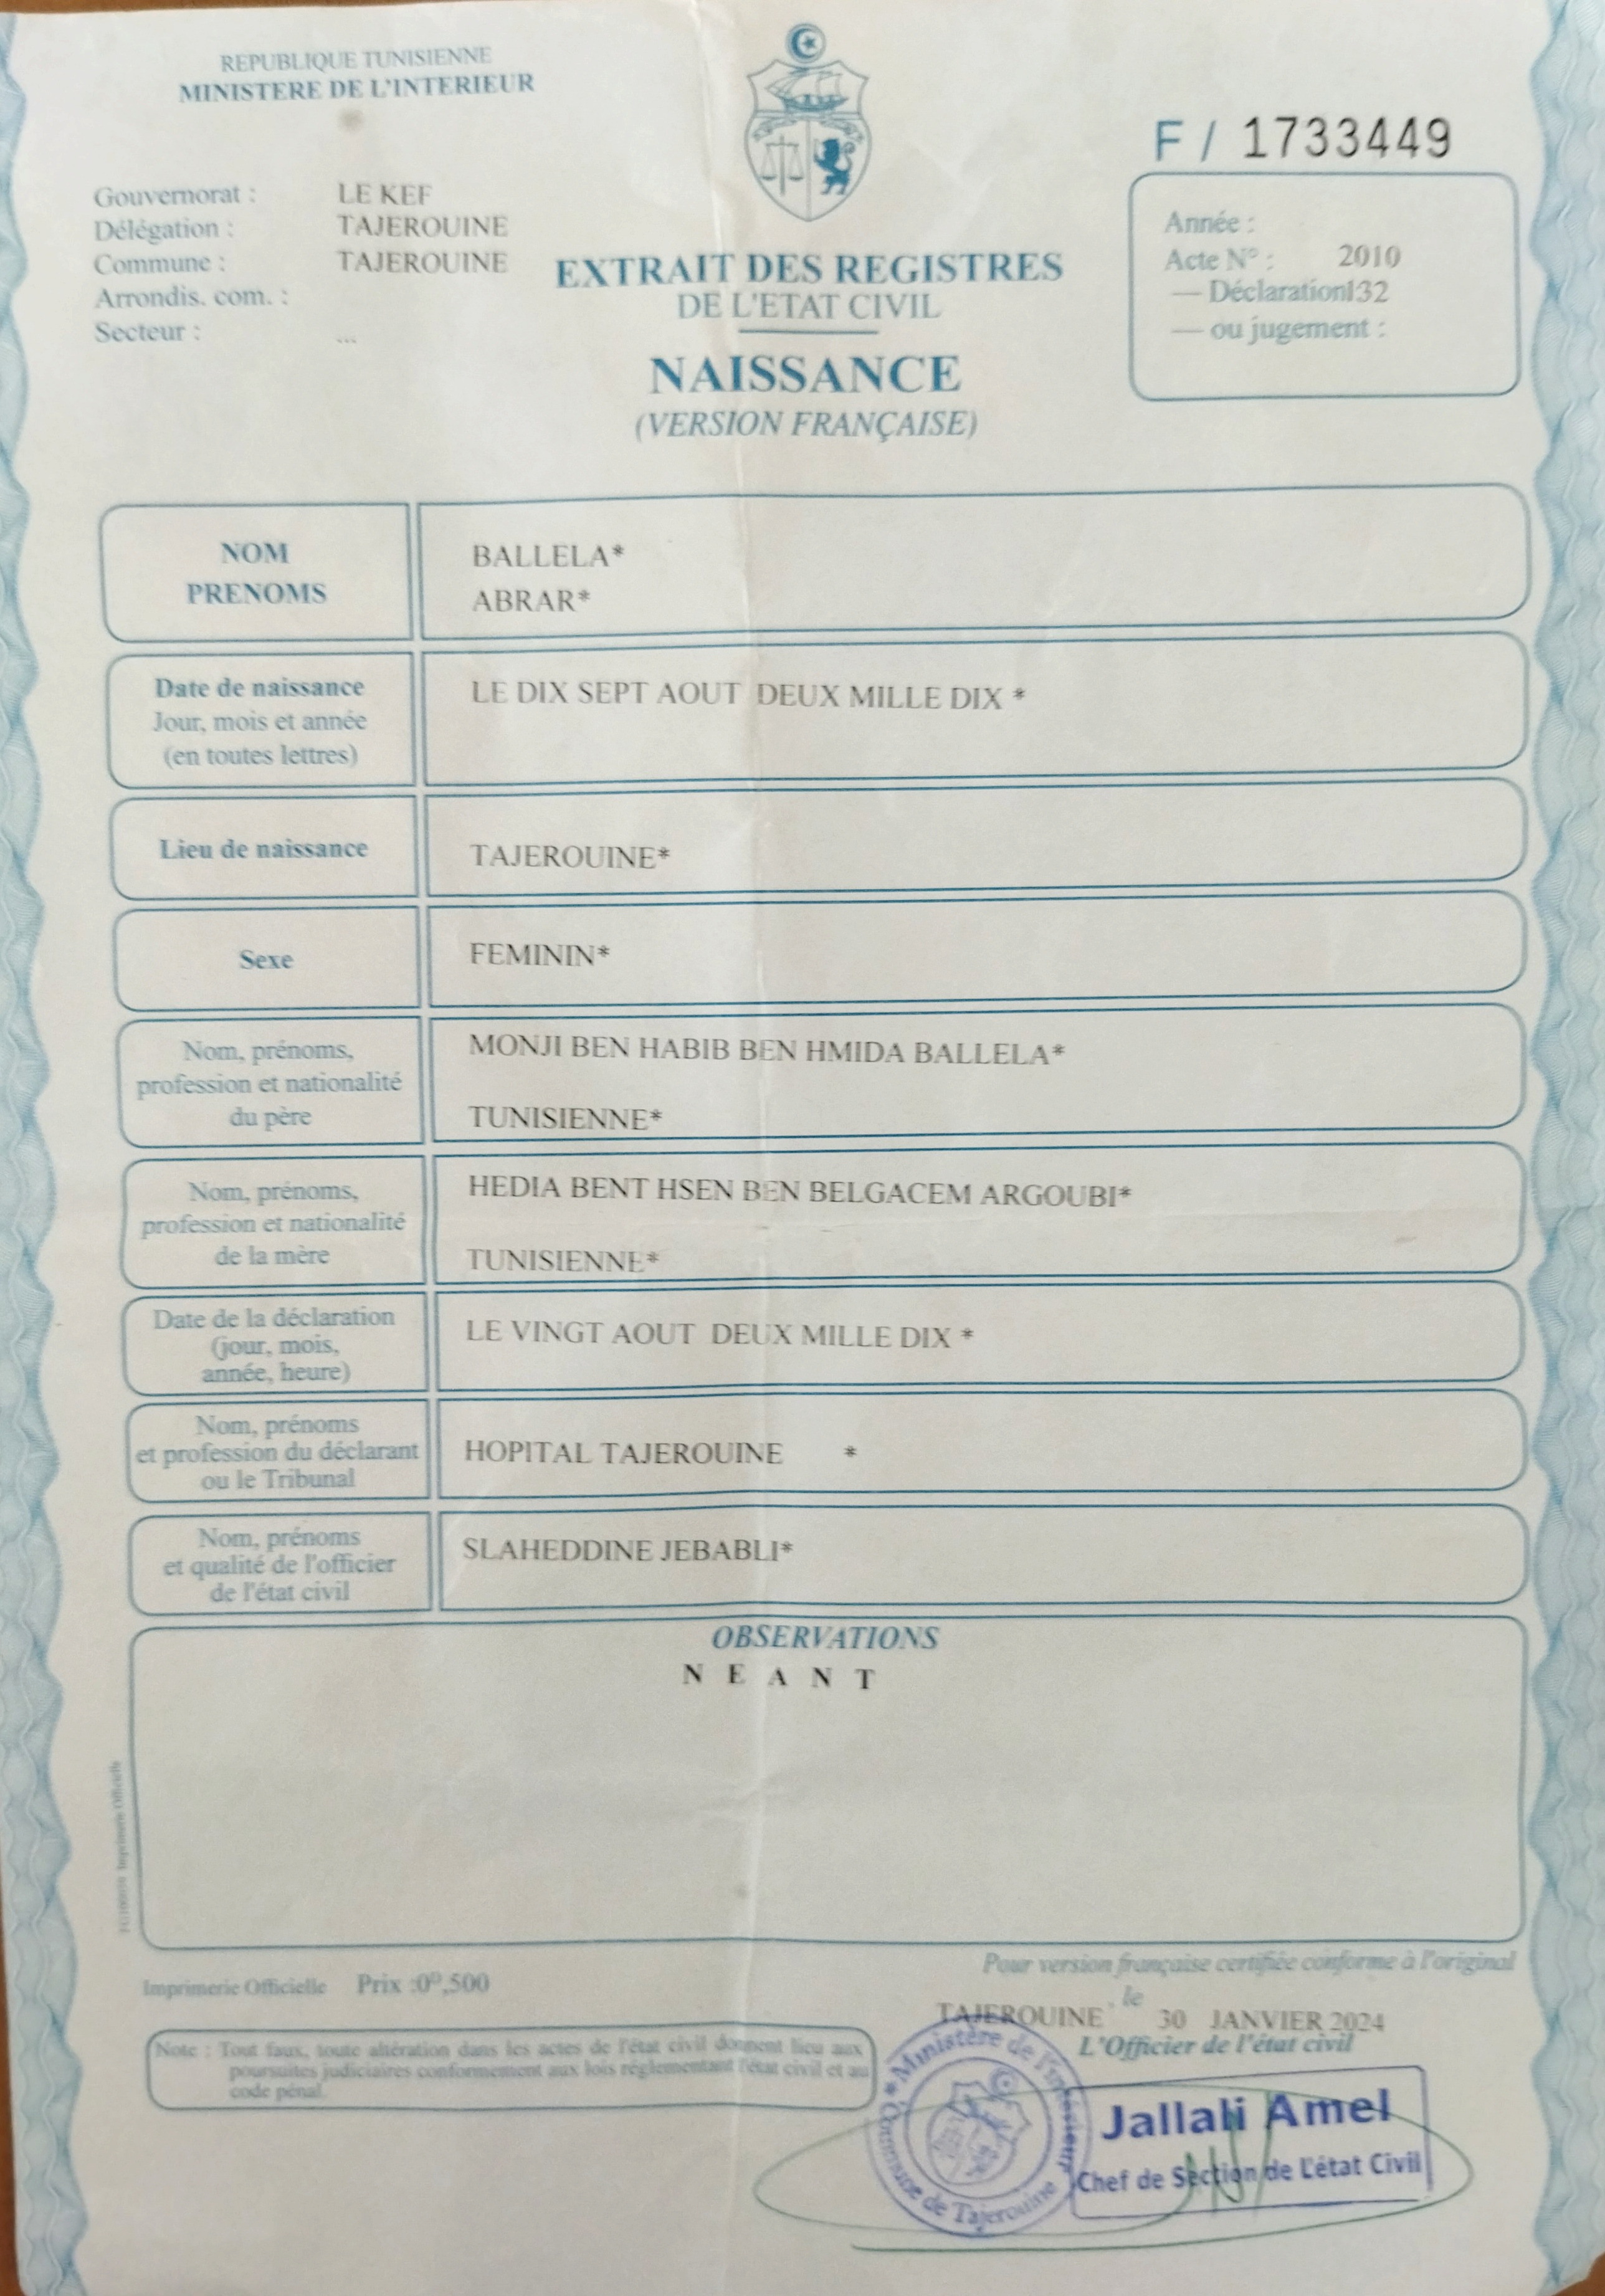 REPUBLIQUE TUNISIENNE
MINISTERE DE L'INTERIEUR
F / 1733449
Gouvernorat : LE KEF
Délégation : TAJEROUINE
Commune : TAJEROUINE
Arrondis. com. :
Secteur : ...
EXTRAIT DES REGISTRES
DE L'ETAT CIVIL
NAISSANCE
(VERSION FRANÇAISE)
Année :
Acte N° : 2010
— Déclaration132
— ou jugement :
NOM
PRENOMS
BALLELA*
ABRAR*
Date de naissance
Jour, mois et année
(en toutes lettres)
LE DIX SEPT AOUT DEUX MILLE DIX *
Lieu de naissance
TAJEROUINE*
Sexe
FEMININ*
Nom, prénoms,
profession et nationalité
du père
MONJI BEN HABIB BEN HMIDA BALLELA*
TUNISIENNE*
Nom, prénoms,
profession et nationalité
de la mère
HEDIA BENT HSEN BEN BELGACEM ARGOUBI*
TUNISIENNE*
Date de la déclaration
(jour, mois,
année, heure)
LE VINGT AOUT DEUX MILLE DIX *
Nom, prénoms
et profession du déclarant
ou le Tribunal
HOPITAL TAJEROUINE *
Nom, prénoms
et qualité de l'officier
de l'état civil
SLAHEDDINE JEBABLI*
OBSERVATIONS
N E A N T
Imprimerie Officielle
Imprimerie Officielle Prix :0ᴰ,500
Pour version française certifiée conforme à l'original
TAJEROUINE le 30 JANVIER 2024
L'Officier de l'état civil
Note : Tout faux, toute altération dans les actes de l'état civil donnent lieu aux
poursuites judiciaires conformement aux lois réglementant l'état civil et au
code pénal.
* Ministère de l'intérieur * Commune de Tajerouine
Jallali Amel
Chef de Section de L'état Civil